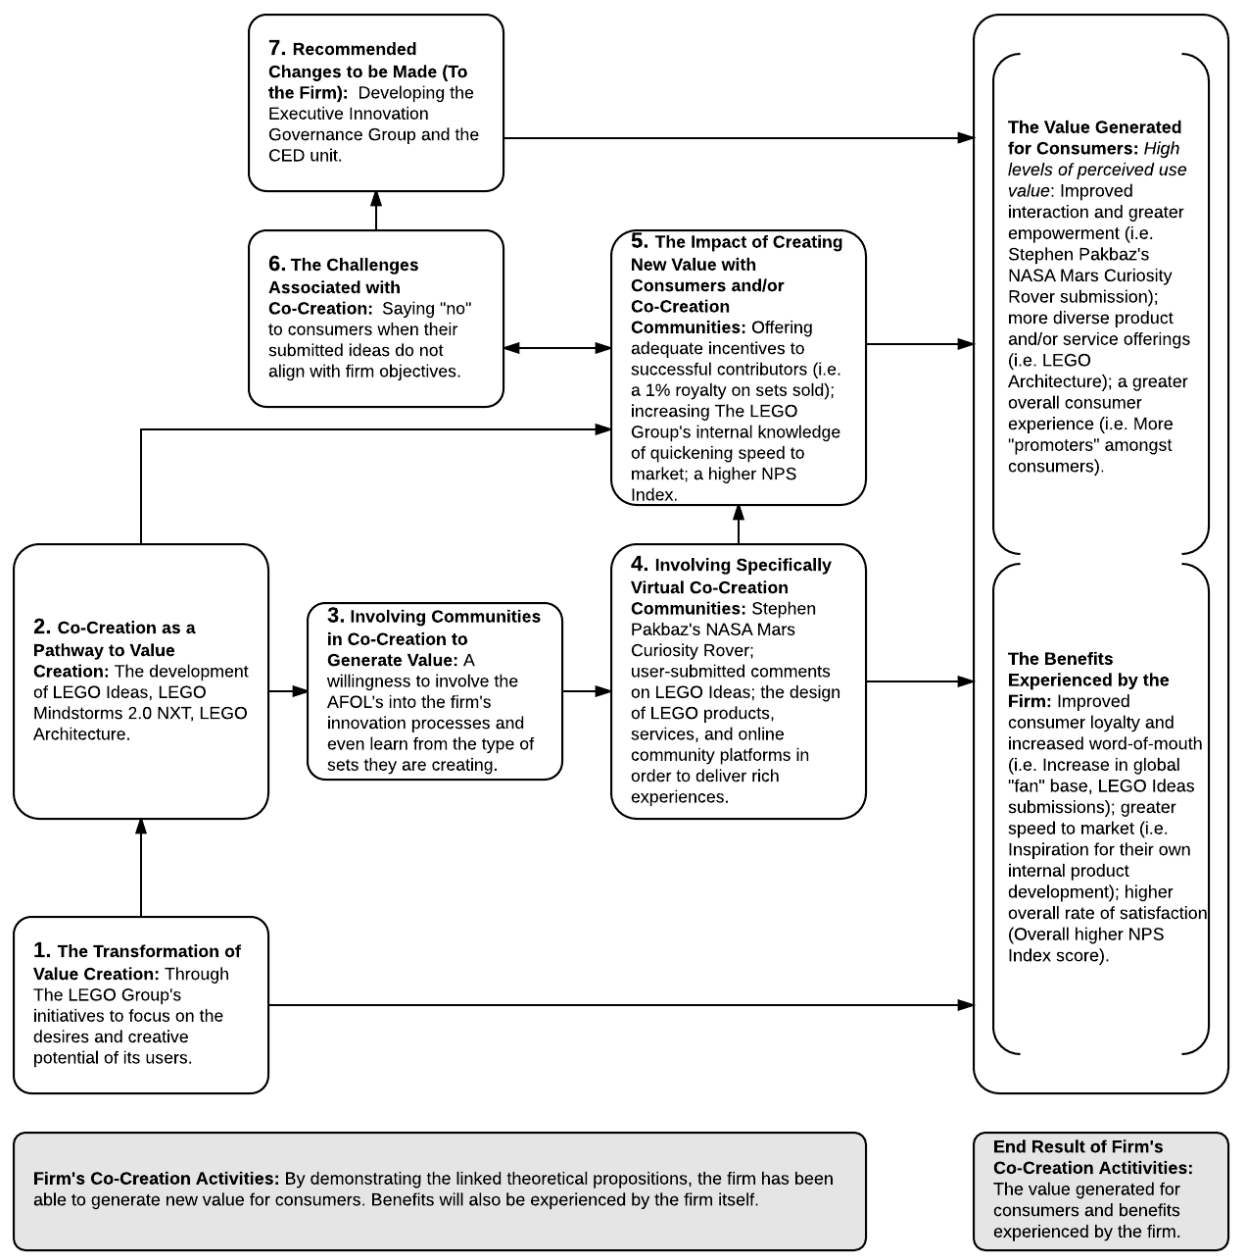 7. Recommended
Changes to be Made (To
the Firm): Developing the
Executive Innovation
Governance Group and the
CED unit.
6. The Challenges
Associated with
Co-Creation: Saying "no"
to consumers when their
submitted ideas do not
align with firm objectives.
5. The Impact of Creating
New Value with
Consumers and/or
Co-Creation
Communities: Offering
adequate incentives to
successful contributors (i.e.
a 1% royalty on sets sold);
increasing The LEGO
Group's internal knowledge
of quickening speed to
market; a higher NPS
Index.
2. Co-Creation as a
Pathway to Value
Creation: The development
of LEGO Ideas, LEGO
Mindstorms 2.0 NXT, LEGO
Architecture.
3. Involving Communities
in Co-Creation to
Generate Value: A
willingness to involve the
AFOL's into the firm's
innovation processes and
even learn from the type of
sets they are creating.
4. Involving Specifically
Virtual Co-Creation
Communities: Stephen
Pakbaz's NASA Mars
Curiosity Rover;
user-submitted comments
on LEGO Ideas; the design
of LEGO products,
services, and online
community platforms in
order to deliver rich
experiences.
1. The Transformation of
Value Creation: Through
The LEGO Group's
initiatives to focus on the
desires and creative
potential of its users.
The Value Generated
for Consumers: High
levels of perceived use
value: Improved
interaction and greater
empowerment (i.e.
Stephen Pakbaz's
NASA Mars Curiosity
Rover submission);
more diverse product
and/or service offerings
(i.e. LEGO
Architecture); a greater
overall consumer
experience (i.e. More
"promoters" amongst
consumers).
The Benefits
Experienced by the
Firm: Improved
consumer loyalty and
increased word-of-mouth
(i.e. Increase in global
"fan" base, LEGO Ideas
submissions); greater
speed to market (i.e.
Inspiration for their own
internal product
development); higher
overall rate of satisfaction
(Overall higher NPS
Index score).
Firm's Co-Creation Activities: By demonstrating the linked theoretical propositions, the firm has been
able to generate new value for consumers. Benefits will also be experienced by the firm itself.
End Result of Firm's
Co-Creation Actitivities:
The value generated for
consumers and benefits
experienced by the firm.